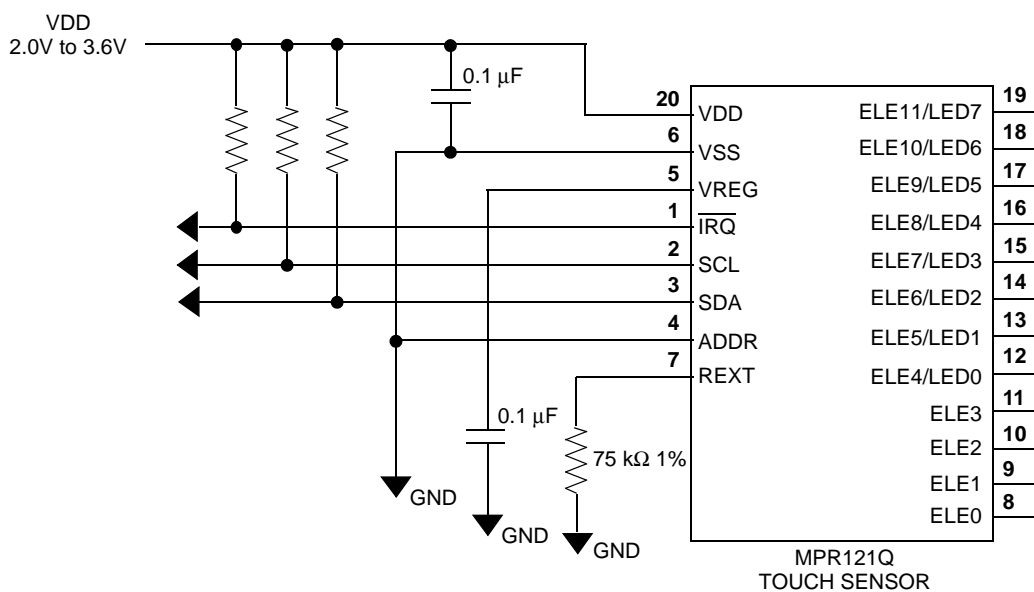 VDD
2.0V to 3.6V
0.1 μF
20
VDD
6
VSS
5
VREG
1
IRQ
2
SCL
3
SDA
4
ADDR
7
REXT
0.1 μF
75 kΩ 1%
GND
GND
GND
ELE11/LED7
19
ELE10/LED6
18
ELE9/LED5
17
ELE8/LED4
16
ELE7/LED3
15
ELE6/LED2
14
ELE5/LED1
13
ELE4/LED0
12
ELE3
11
ELE2
10
ELE1
9
ELE0
8
MPR121Q
TOUCH SENSOR